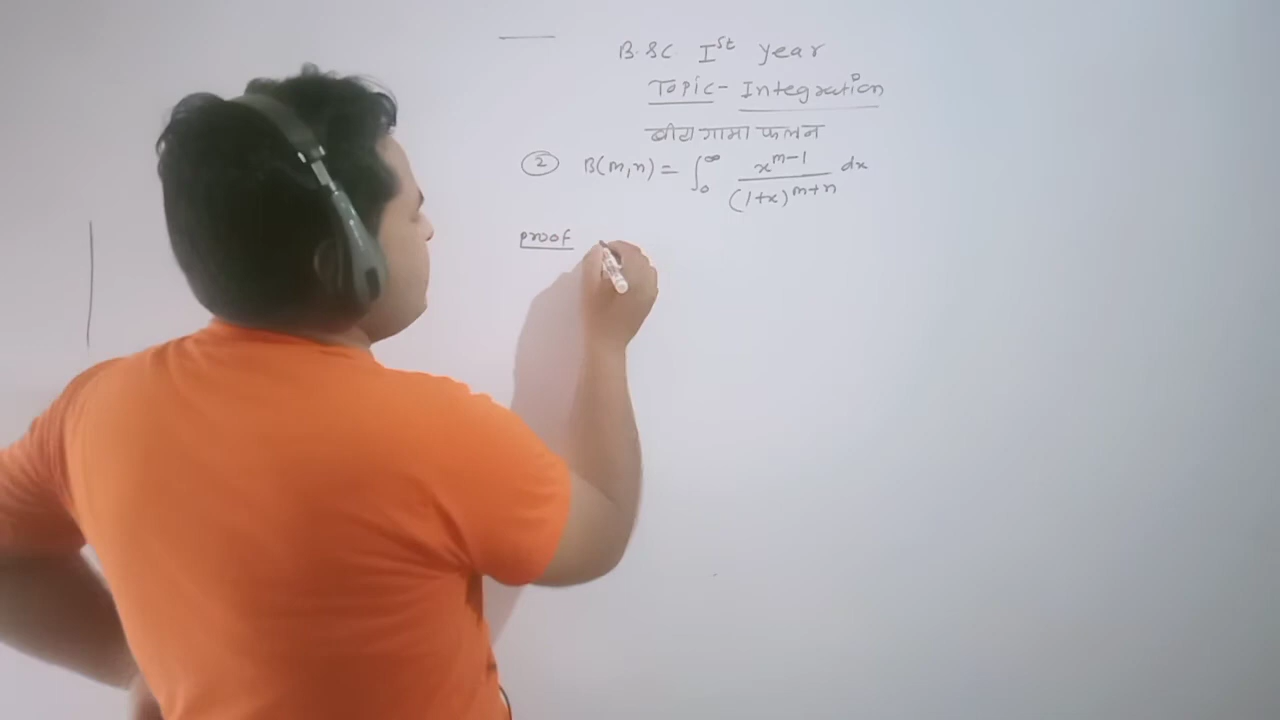 B.SC Ist year
Topic- Integration
बीटा गामा फलन
② B(m,n) = ∫₀^∞ x^{m-1} / (1+x)^{m+n} dx
proof